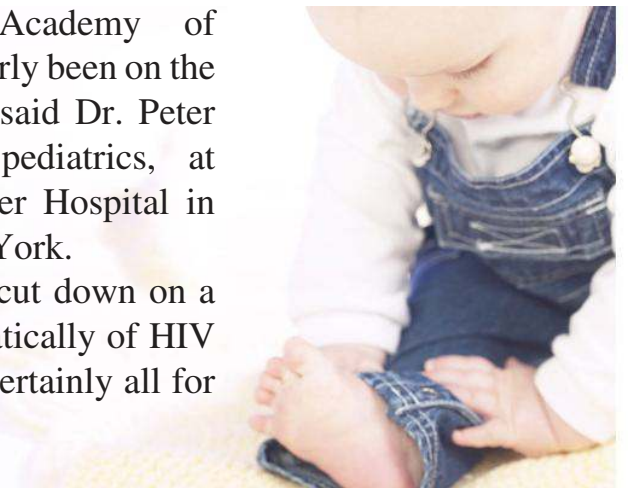 Academy of
rly been on the
said Dr. Peter
pediatrics, at
er Hospital in
York.
cut down on a
atically of HIV
ertainly all for